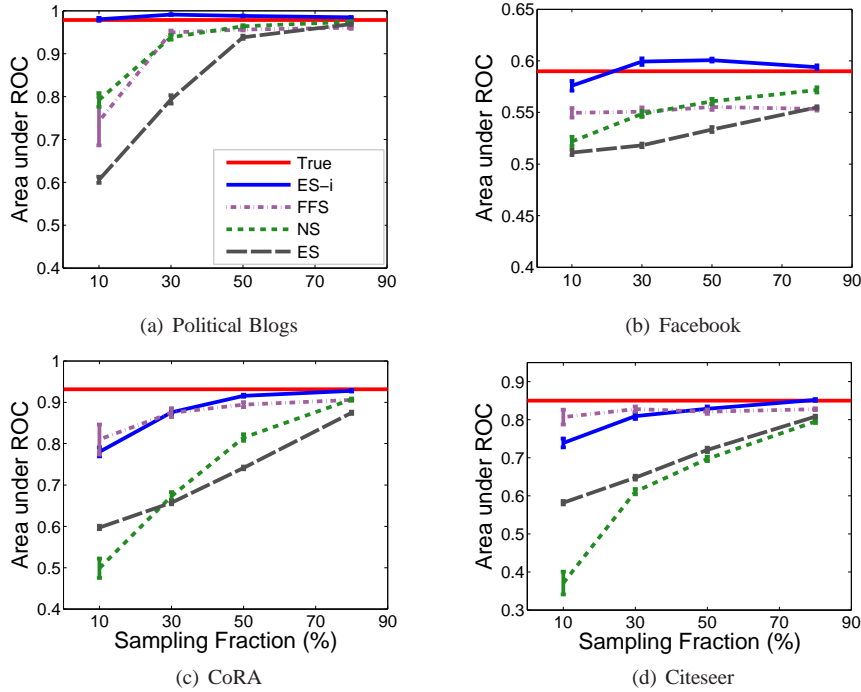 1
0.9
0.8
0.7
0.6
0.5
0.4
Area under ROC
10 30 50 70 90
True
ES-i
FFS
NS
ES
(a) Political Blogs
0.65
0.6
0.55
0.5
0.45
0.4
Area under ROC
10 30 50 70 90
(b) Facebook
1
0.9
0.8
0.7
0.6
0.5
0.4
Area under ROC
10 30 50 70 90
Sampling Fraction (%)
(c) CoRA
0.9
0.8
0.7
0.6
0.5
0.4
0.3
Area under ROC
10 30 50 70 90
Sampling Fraction (%)
(d) Citeseer